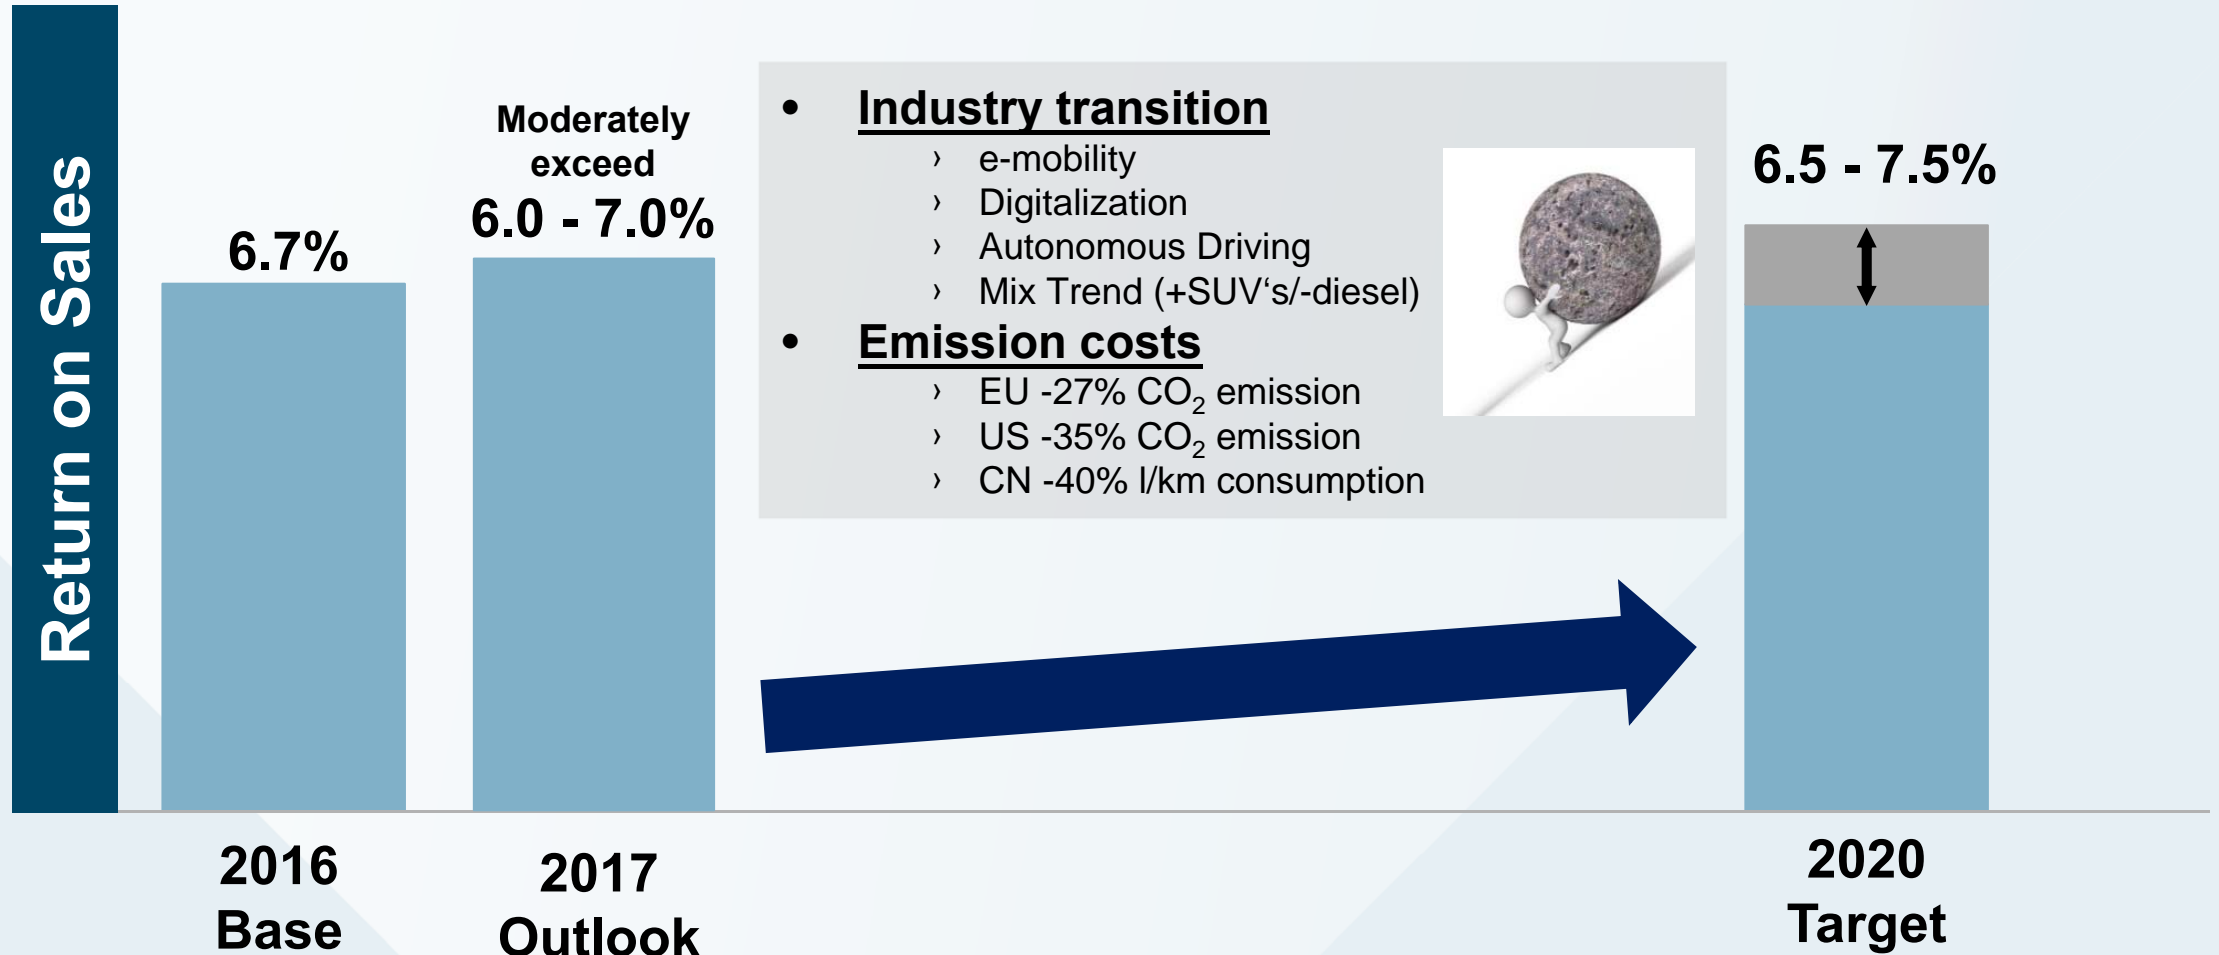 Return on Sales
6.7%
Moderately
exceed
6.0 - 7.0%
• Industry transition
› e-mobility
› Digitalization
› Autonomous Driving
› Mix Trend (+SUV‘s/-diesel)
• Emission costs
› EU -27% CO₂ emission
› US -35% CO₂ emission
› CN -40% l/km consumption
6.5 - 7.5%
2016
Base
2017
Outlook
2020
Target